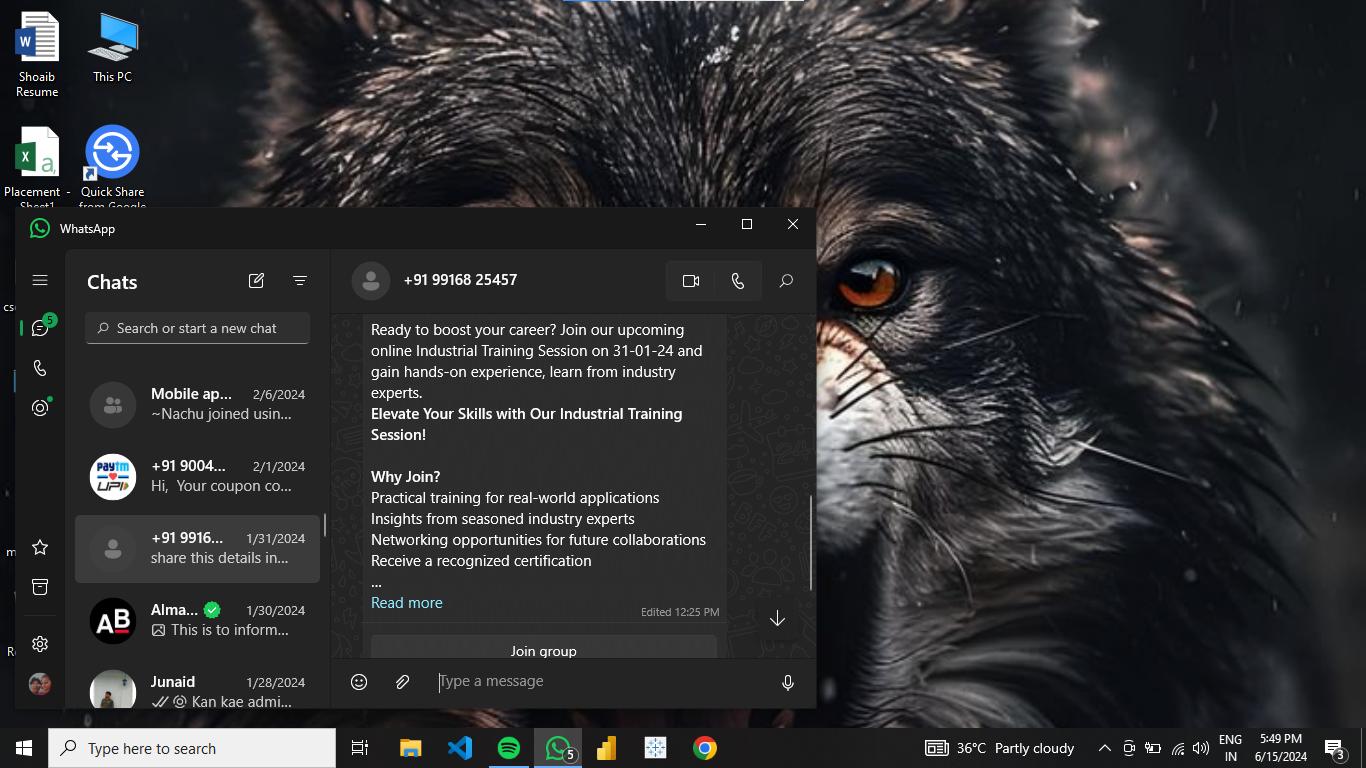 Shoaib
Resume
This PC
Placement -
Sheet1
Quick Share
from Google
WhatsApp
5
Chats
Search or start a new chat
Mobile ap... 2/6/2024
~Nachu joined usin...
paytm
UPI
+91 9004... 2/1/2024
Hi, Your coupon co...
+91 9916... 1/31/2024
share this details in...
AB
Alma... 1/30/2024
This is to inform...
Junaid 1/28/2024
Kan kae admi...
+91 99168 25457
Ready to boost your career? Join our upcoming
online Industrial Training Session on 31-01-24 and
gain hands-on experience, learn from industry
experts.
Elevate Your Skills with Our Industrial Training
Session!
Why Join?
Practical training for real-world applications
Insights from seasoned industry experts
Networking opportunities for future collaborations
Receive a recognized certification
...
Read more
Edited 12:25 PM
Join group
Type a message
Type here to search
5
36°C Partly cloudy
ENG
IN
5:49 PM
6/15/2024
3